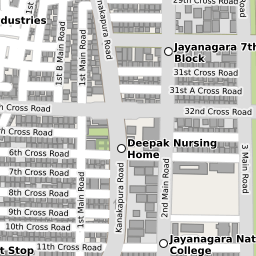 29th Cross Road
dustries
Kanakapura Road
1st B Main Road
1st Main Road
Jayanagara 7th
Block
31st Cross Road
31st A Cross Road
Cross Road
32nd Cross Road
Cross Road
6th Cross Road
Deepak Nursing
Home
7th Cross Road
8th Cross Road
9th Cross Road
10th Cross Road
11th Cross Road
1st Main Road
Kanakapura Road
2nd Main Road
3 Main Road
t Stop
Jayanagara Nat
College